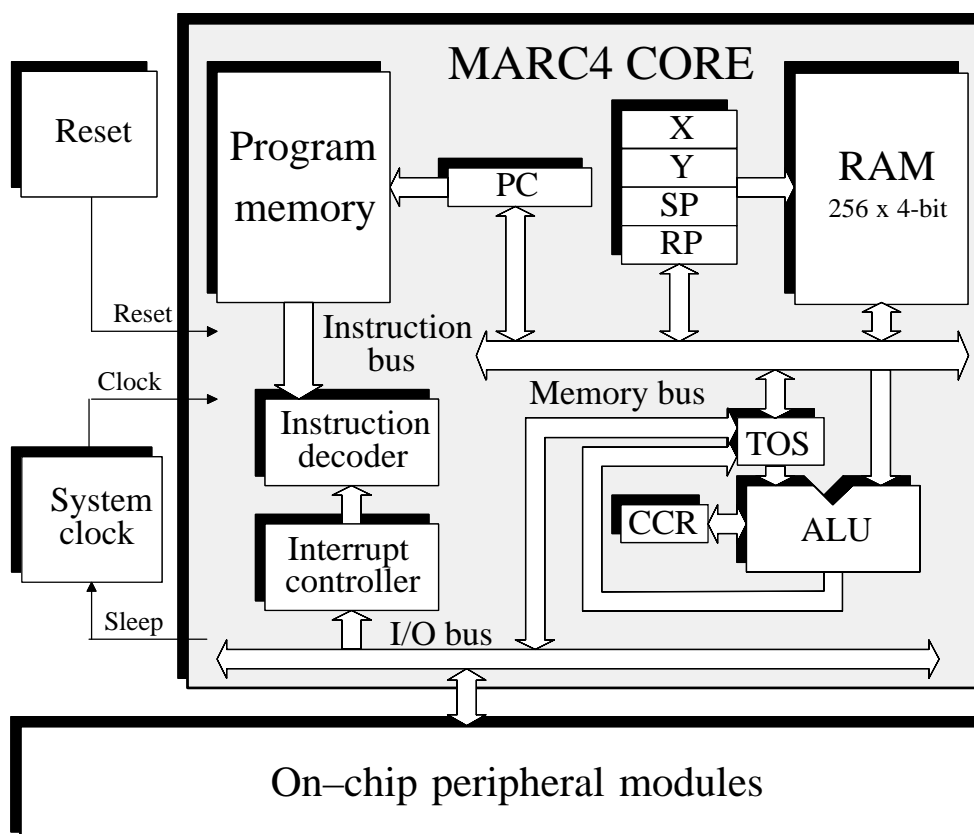 MARC4 CORE
Reset
Program
memory
PC
X
Y
SP
RP
RAM
256 x 4-bit
Reset
Instruction
bus
Clock
Memory bus
Instruction
decoder
TOS
System
clock
CCR
ALU
Interrupt
controller
Sleep
I/O bus
On–chip peripheral modules